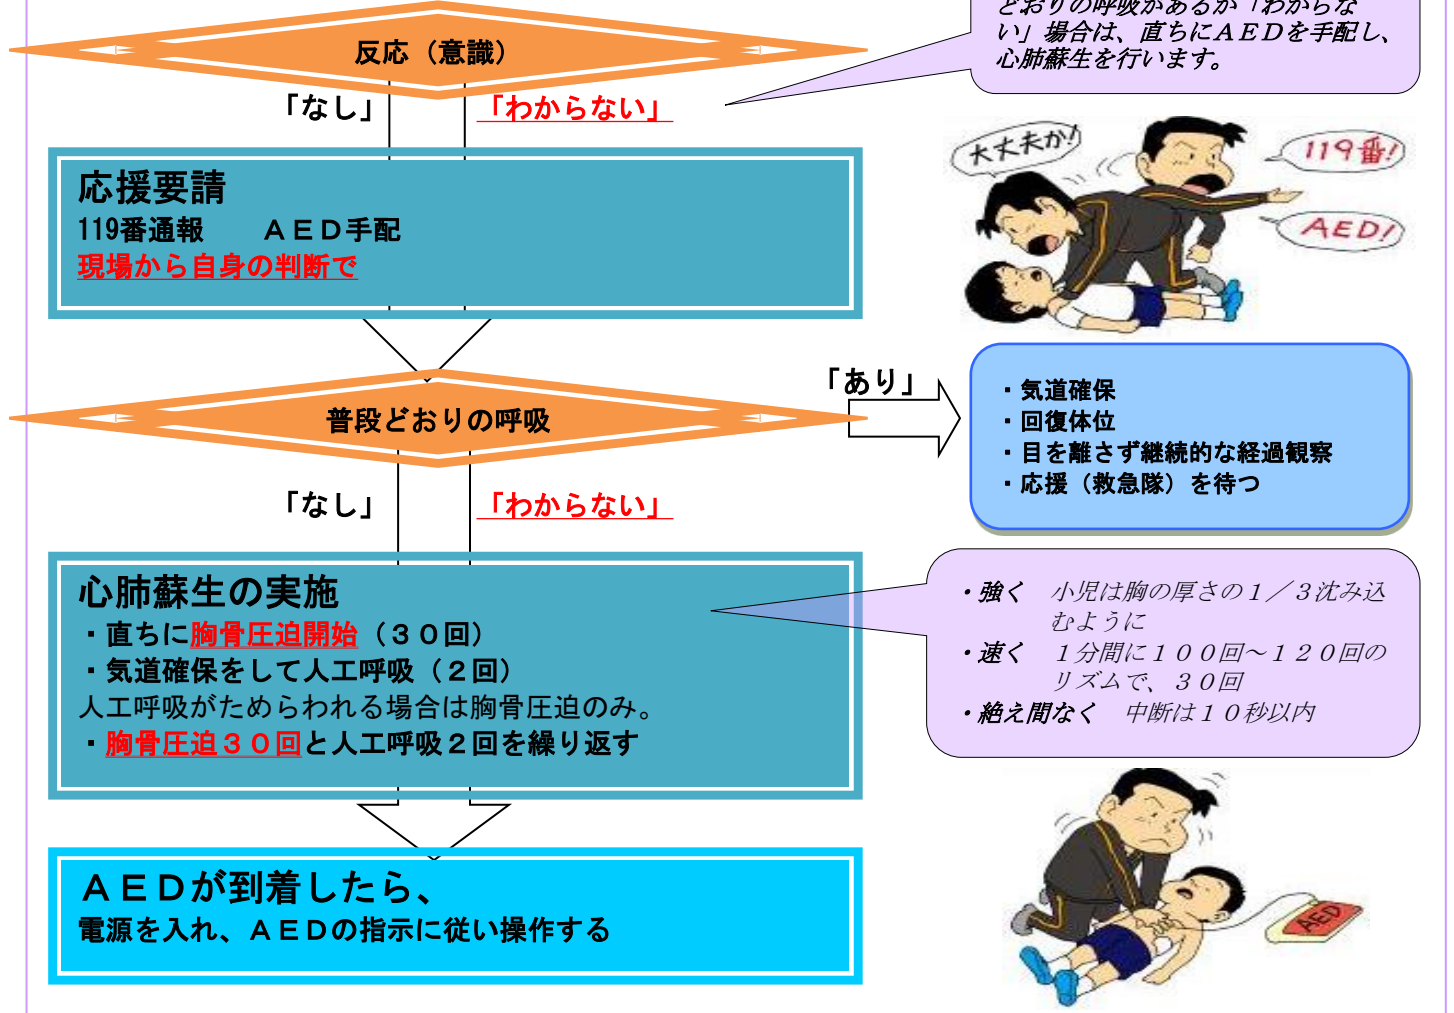 どおりの呼吸があるか「わからな
い」場合は、直ちにＡＥＤを手配し、
心肺蘇生を行います。
反応（意識）
「なし」
「わからない」
応援要請
119番通報　　ＡＥＤ手配
現場から自身の判断で
大丈夫か!
119番!
AED!
普段どおりの呼吸
「あり」
・気道確保
・回復体位
・目を離さず継続的な経過観察
・応援（救急隊）を待つ
「なし」
「わからない」
心肺蘇生の実施
・直ちに胸骨圧迫開始（３０回）
・気道確保をして人工呼吸（２回）
人工呼吸がためらわれる場合は胸骨圧迫のみ。
・胸骨圧迫３０回と人工呼吸２回を繰り返す
・強く　小児は胸の厚さの１／３沈み込
むように
・速く　１分間に１００回～１２０回の
リズムで、３０回
・絶え間なく　中断は１０秒以内
ＡＥＤが到着したら、
電源を入れ、ＡＥＤの指示に従い操作する
AED